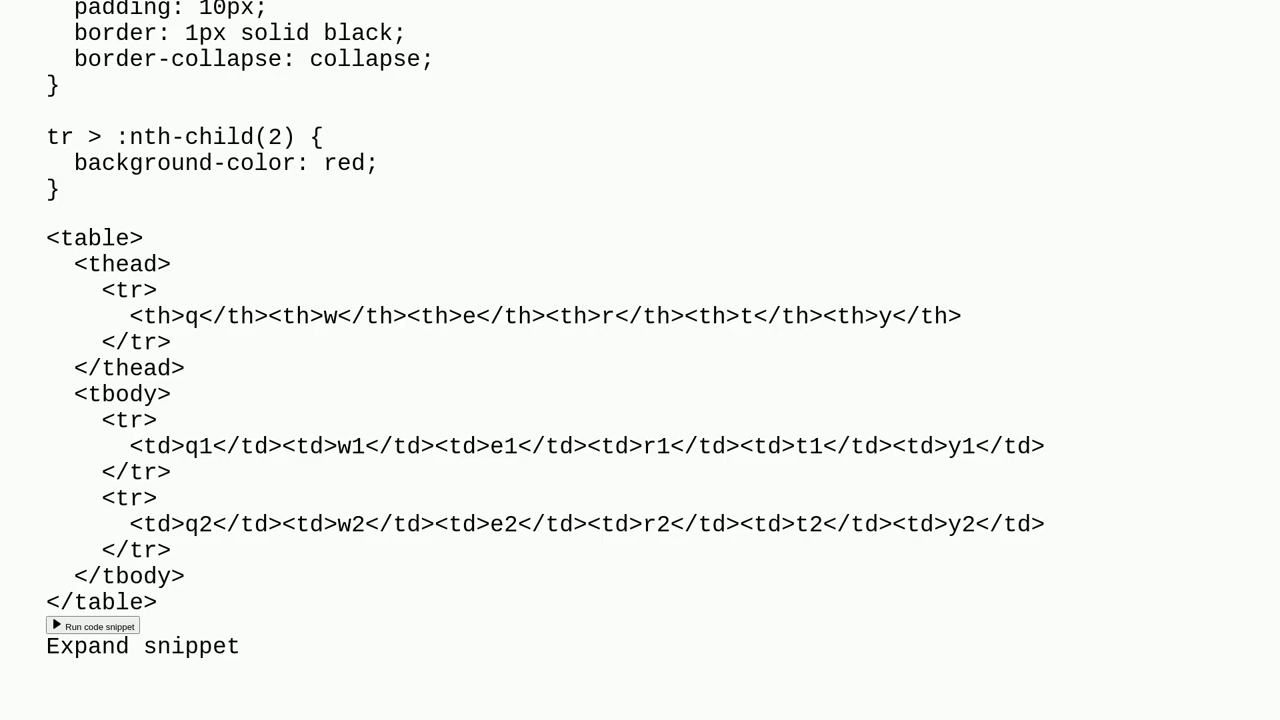 padding: 10px;
  border: 1px solid black;
  border-collapse: collapse;
}

tr > :nth-child(2) {
  background-color: red;
}

<table>
  <thead>
    <tr>
      <th>q</th><th>w</th><th>e</th><th>r</th><th>t</th><th>y</th>
    </tr>
  </thead>
  <tbody>
    <tr>
      <td>q1</td><td>w1</td><td>e1</td><td>r1</td><td>t1</td><td>y1</td>
    </tr>
    <tr>
      <td>q2</td><td>w2</td><td>e2</td><td>r2</td><td>t2</td><td>y2</td>
    </tr>
  </tbody>
</table>
Run code snippet
Expand snippet